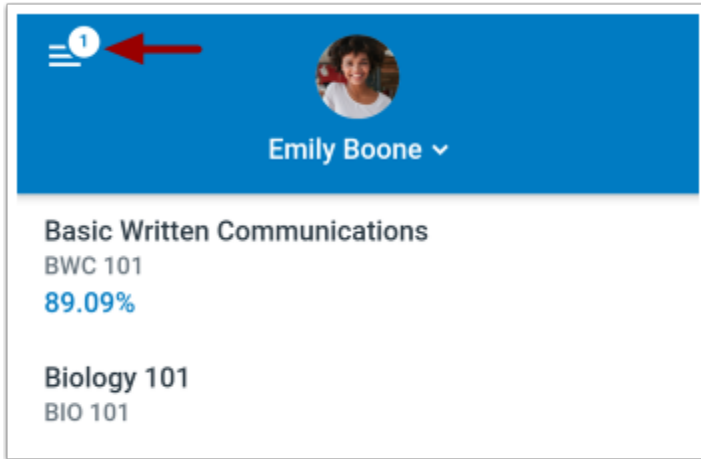 1
Emily Boone
Basic Written Communications
BWC 101
89.09%
Biology 101
BIO 101